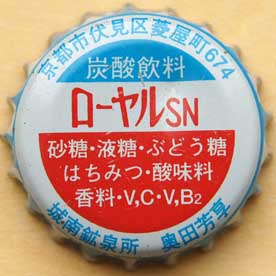 京都市伏見区菱屋町674
炭酸飲料
ローヤルSN
砂糖・液糖・ぶどう糖
はちみつ・酸味料
香料・V,C・V,B₂
城南鉱泉所 奥田芳享